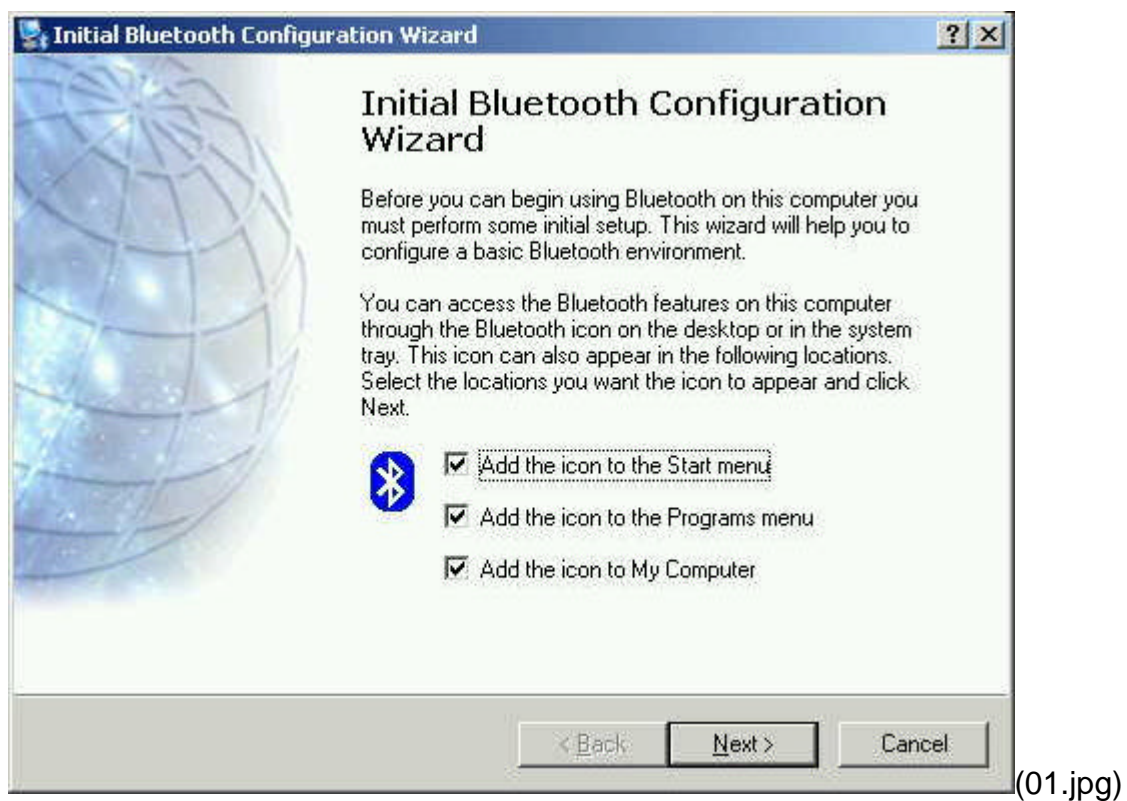 Initial Bluetooth Configuration Wizard
Initial Bluetooth Configuration
Wizard
Before you can begin using Bluetooth on this computer you
must perform some initial setup. This wizard will help you to
configure a basic Bluetooth environment.
You can access the Bluetooth features on this computer
through the Bluetooth icon on the desktop or in the system
tray. This icon can also appear in the following locations.
Select the locations you want the icon to appear and click
Next.
Add the icon to the Start menu
Add the icon to the Programs menu
Add the icon to My Computer
< Back Next > Cancel
(01.jpg)